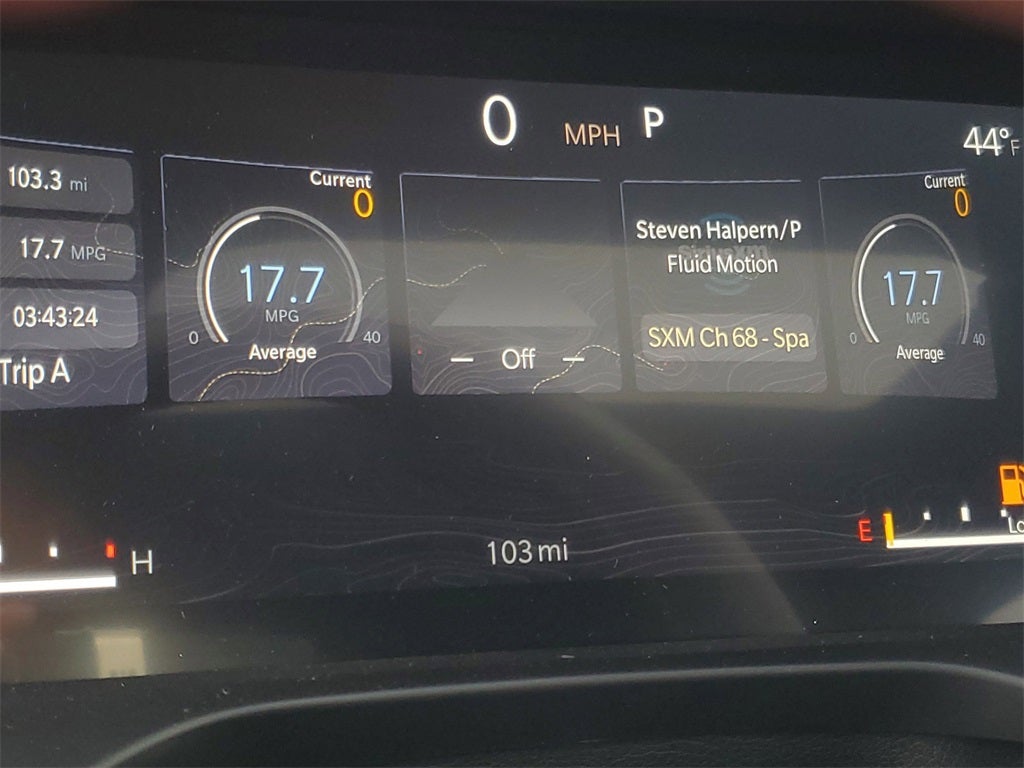 0 MPH P
44°F
103.3 mi
17.7 MPG
03:43:24
Trip A
Current
0
17.7
MPG
0 40
Average
Off
SiriusXM
Steven Halpern/P
Fluid Motion
SXM Ch 68 - Spa
Current
0
17.7
MPG
0 40
Average
H
103 mi
E